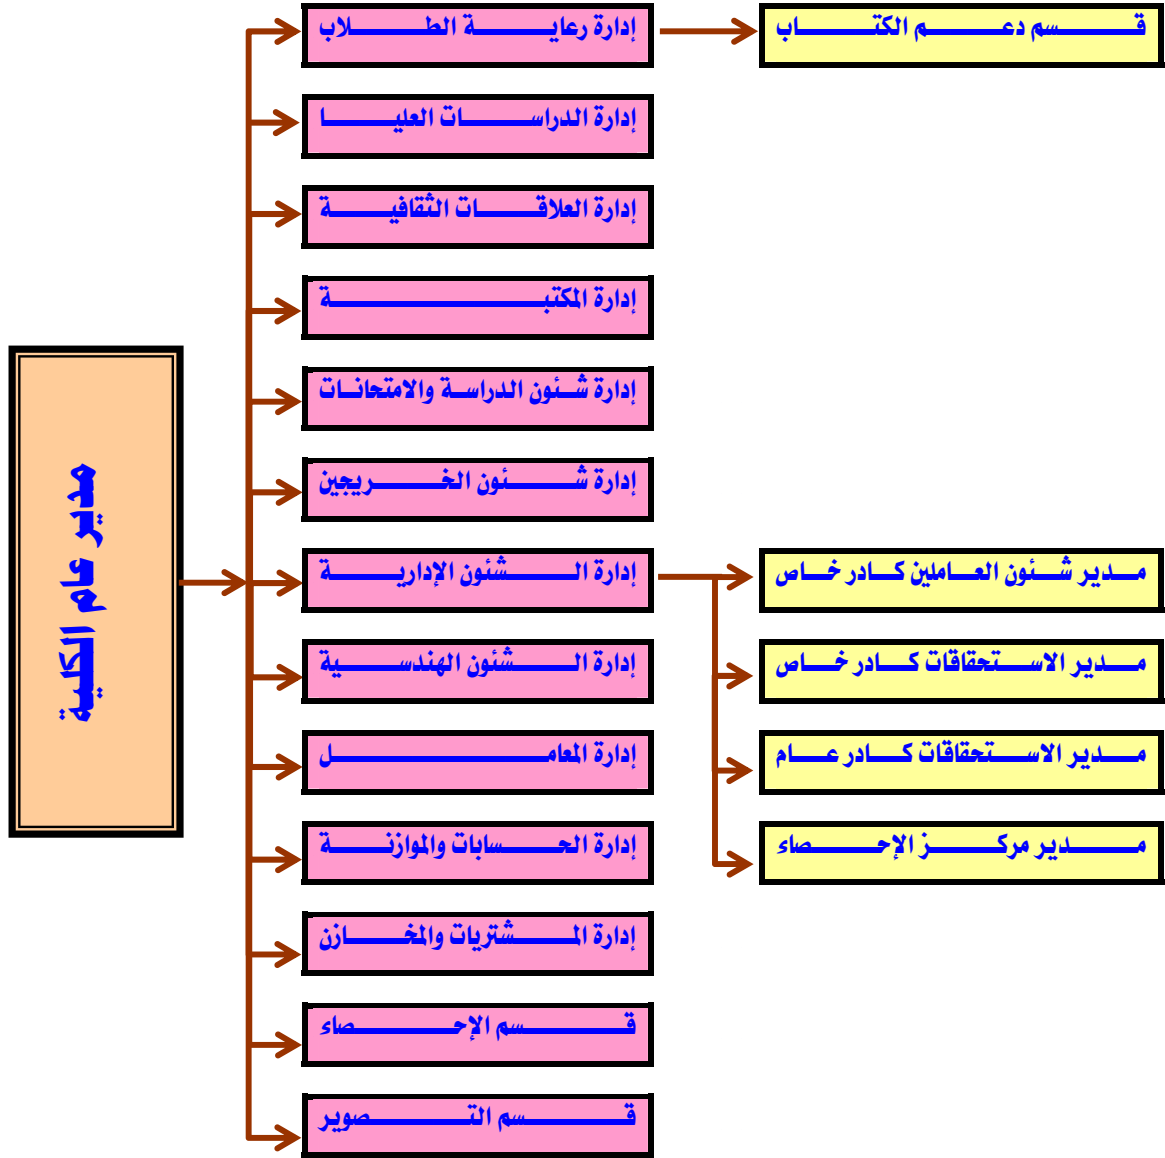 مدير عام الكلية
إدارة رعاية الطلاب
قسم دعم الكتاب
إدارة الدراسات العليا
إدارة العلاقات الثقافية
إدارة المكتبة
إدارة شئون الدراسة والامتحانات
إدارة شئون الخريجين
إدارة الشئون الإدارية
مدير شئون العاملين كادر خاص
مدير الاستحقاقات كادر خاص
مدير الاستحقاقات كادر عام
مدير مركز الإحصاء
إدارة الشئون الهندسية
إدارة المعامل
إدارة الحسابات والموازنة
إدارة المشتريات والمخازن
قسم الإحصاء
قسم التصوير